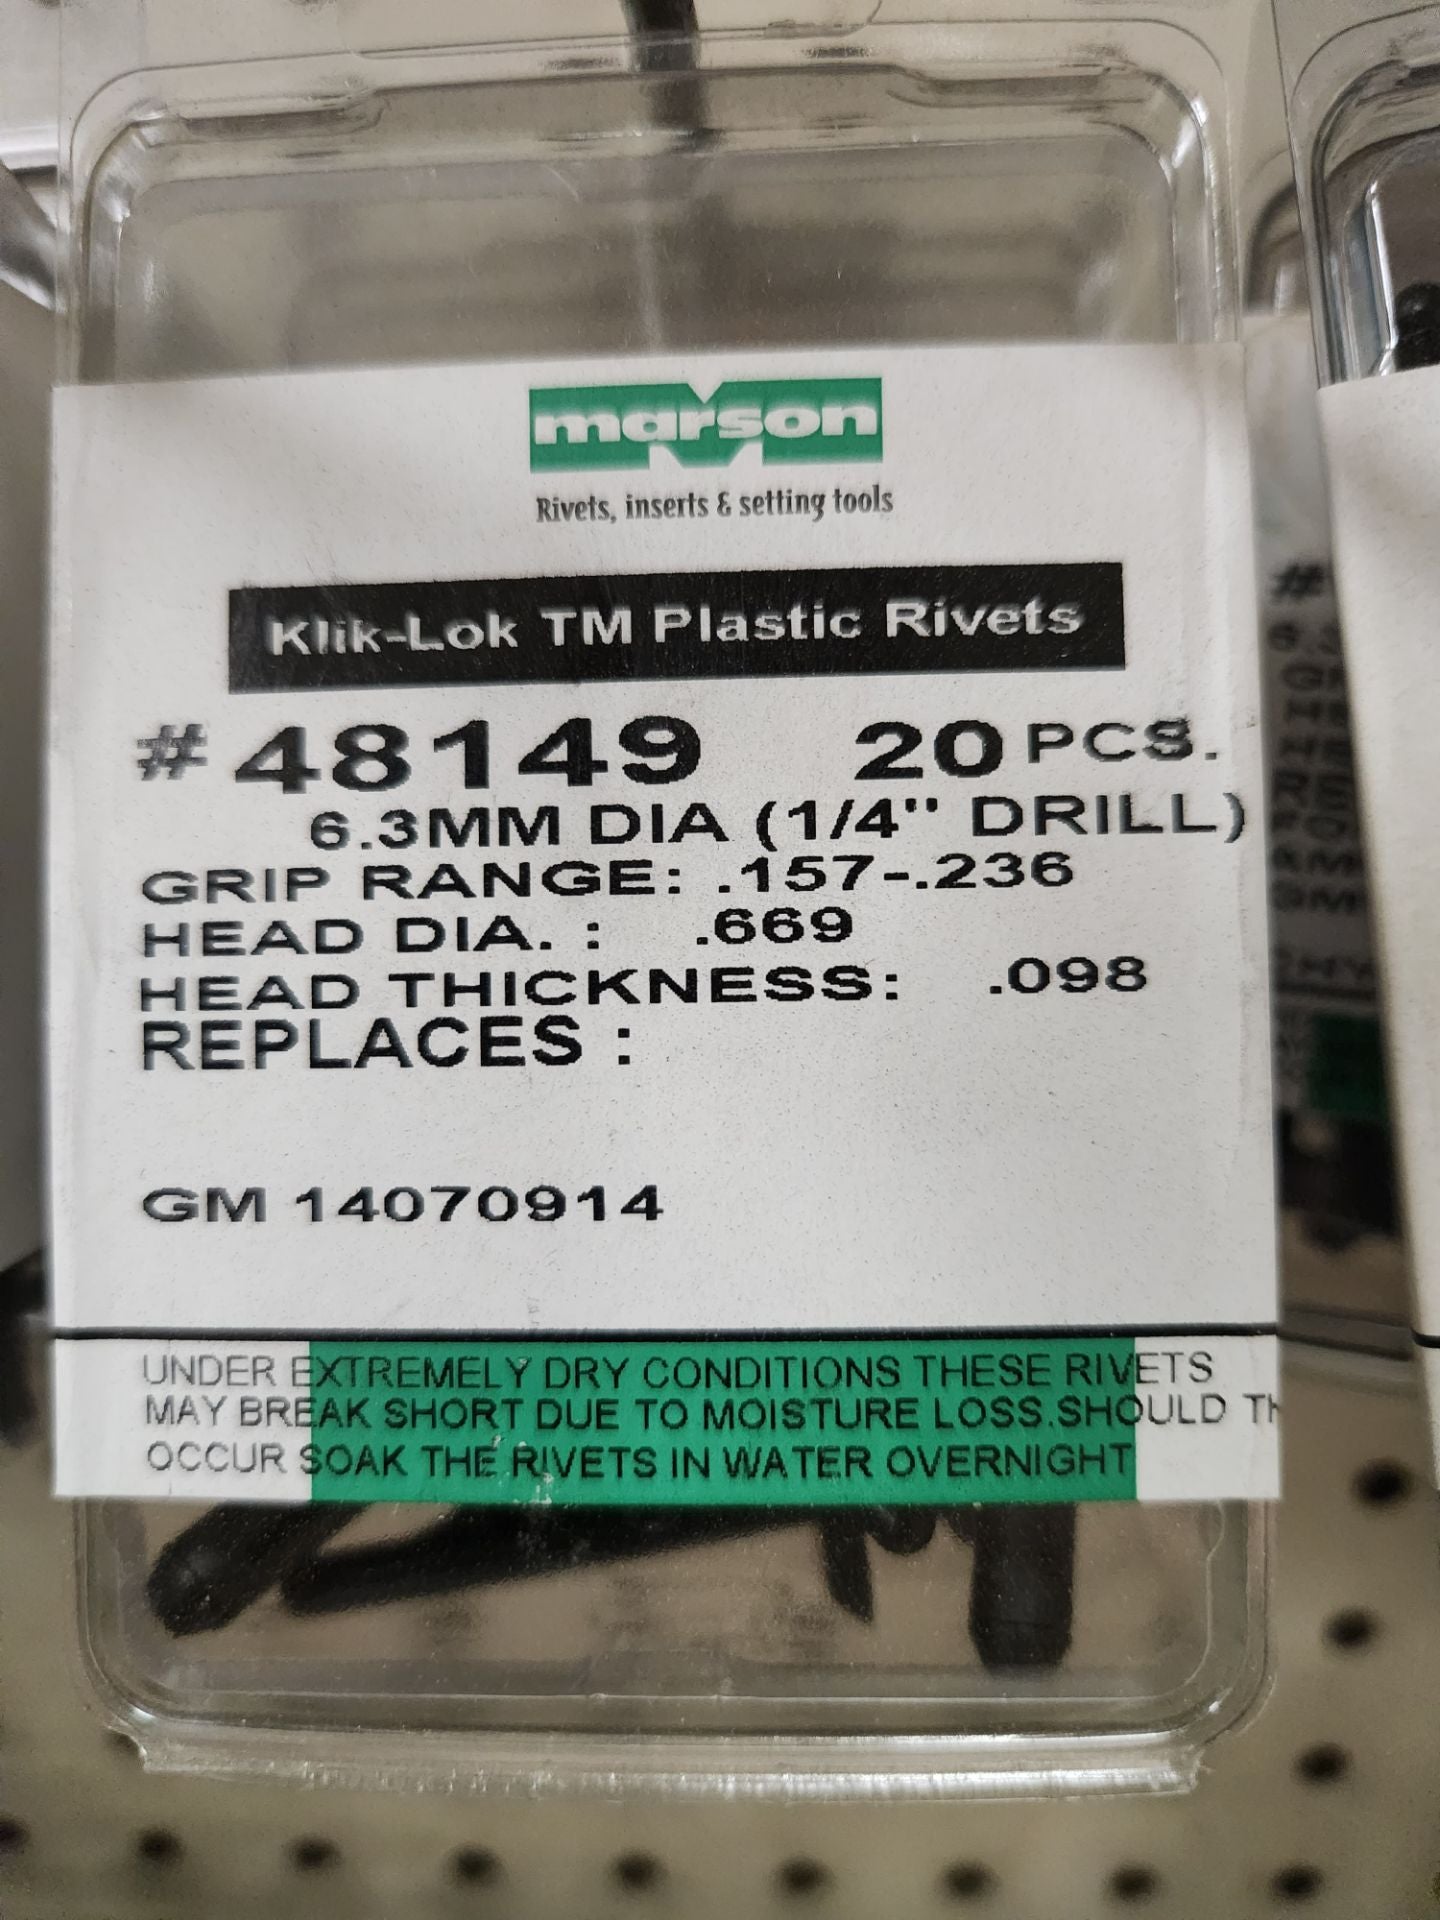 marson
Rivets, inserts & setting tools
Klik-Lok TM Plastic Rivets
#48149 20 PCS.
6.3MM DIA (1/4" DRILL)
GRIP RANGE: .157-.236
HEAD DIA. : .669
HEAD THICKNESS: .098
REPLACES :
GM 14070914
UNDER EXTREMELY DRY CONDITIONS THESE RIVETS
MAY BREAK SHORT DUE TO MOISTURE LOSS.SHOULD TH
OCCUR SOAK THE RIVETS IN WATER OVERNIGHT